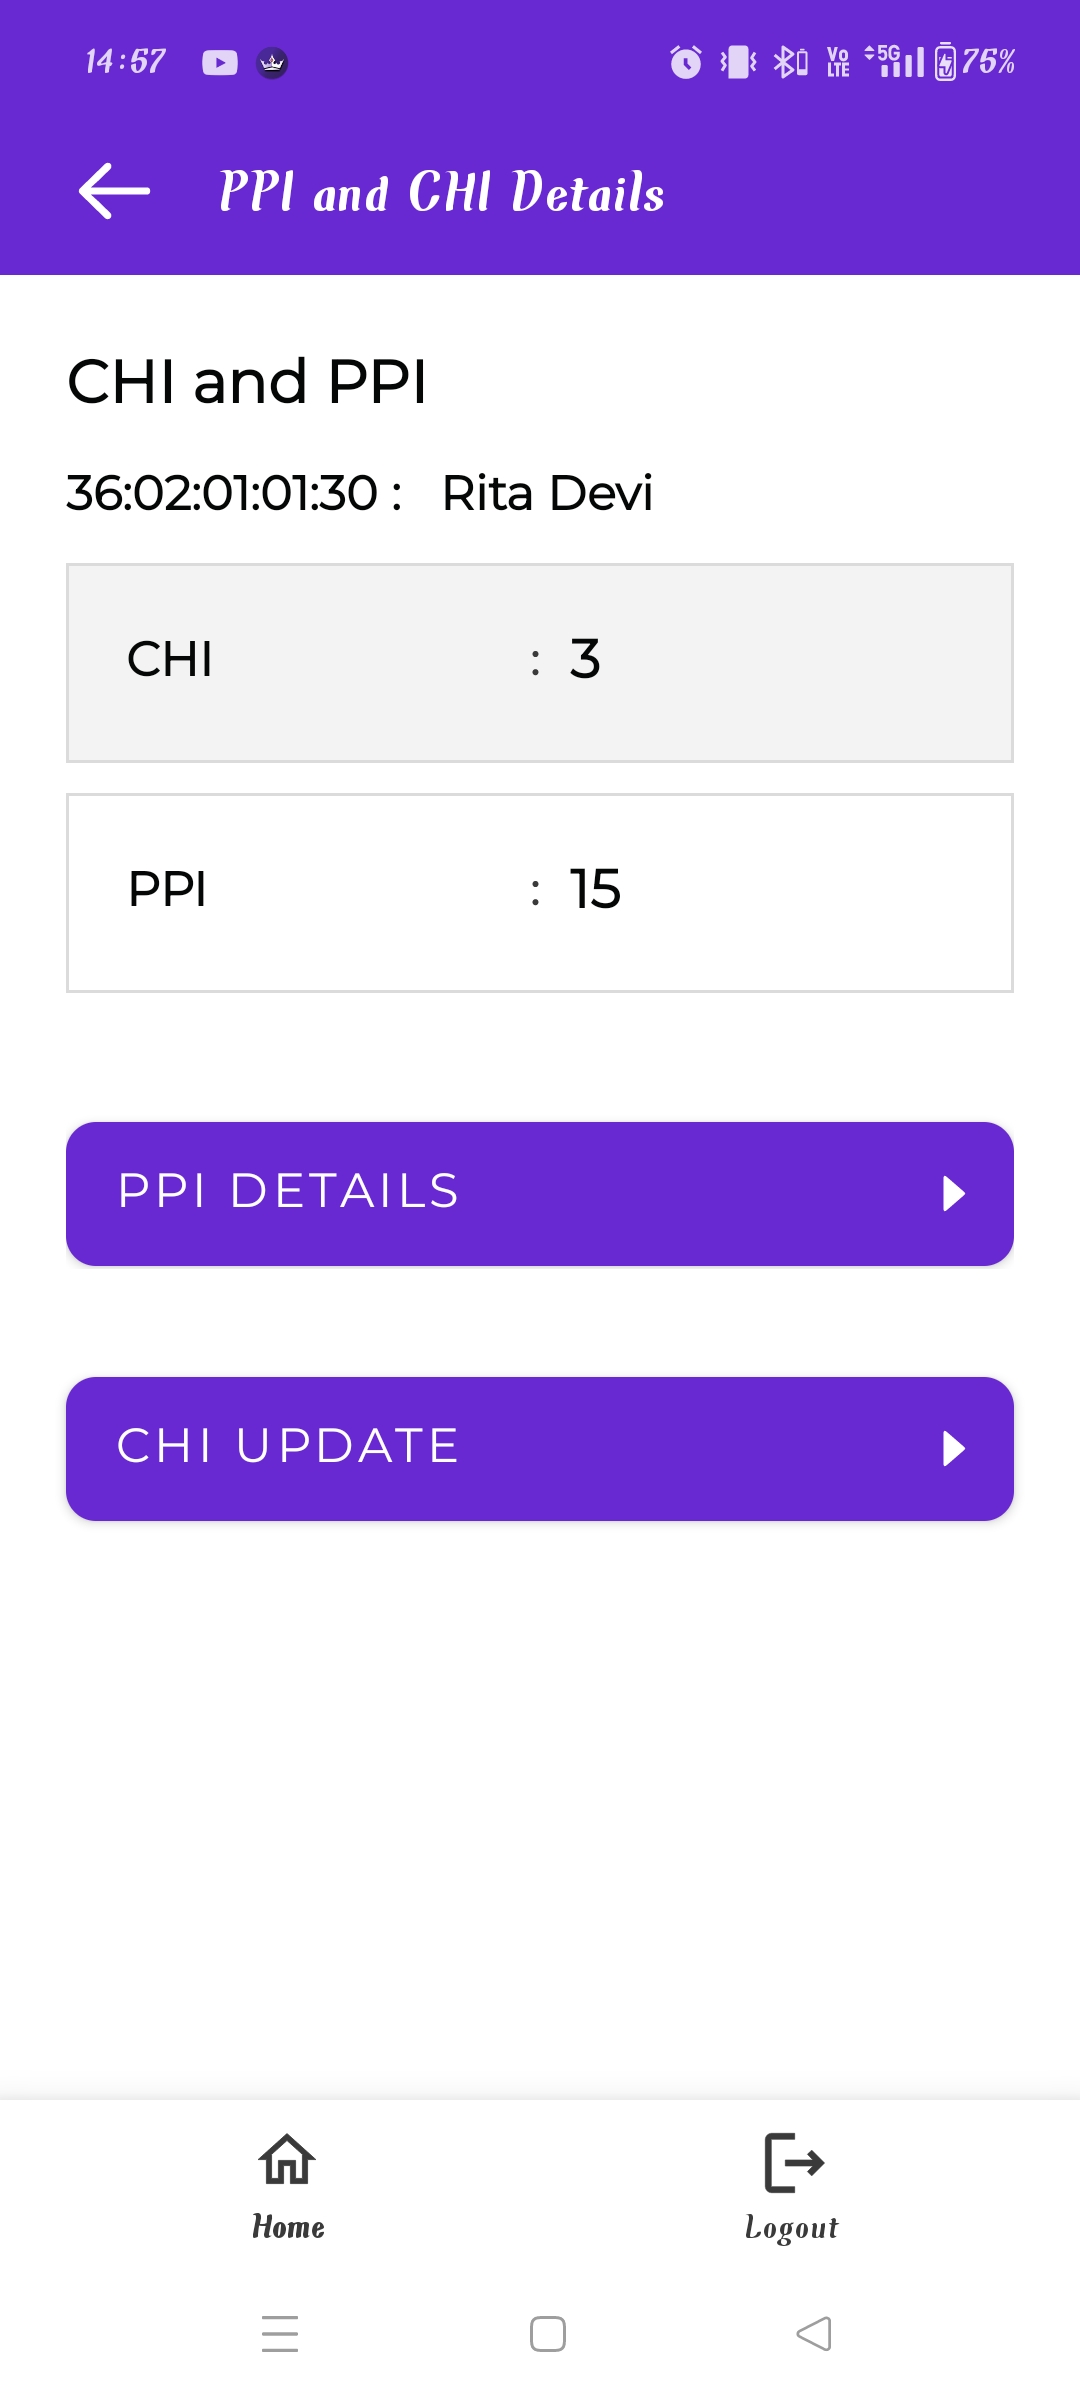 14:57 Vo LTE 5G 75%
PPI and CHI Details
CHI and PPI
36:02:01:01:30 : Rita Devi
CHI : 3
PPI : 15
PPI DETAILS
CHI UPDATE
Home Logout